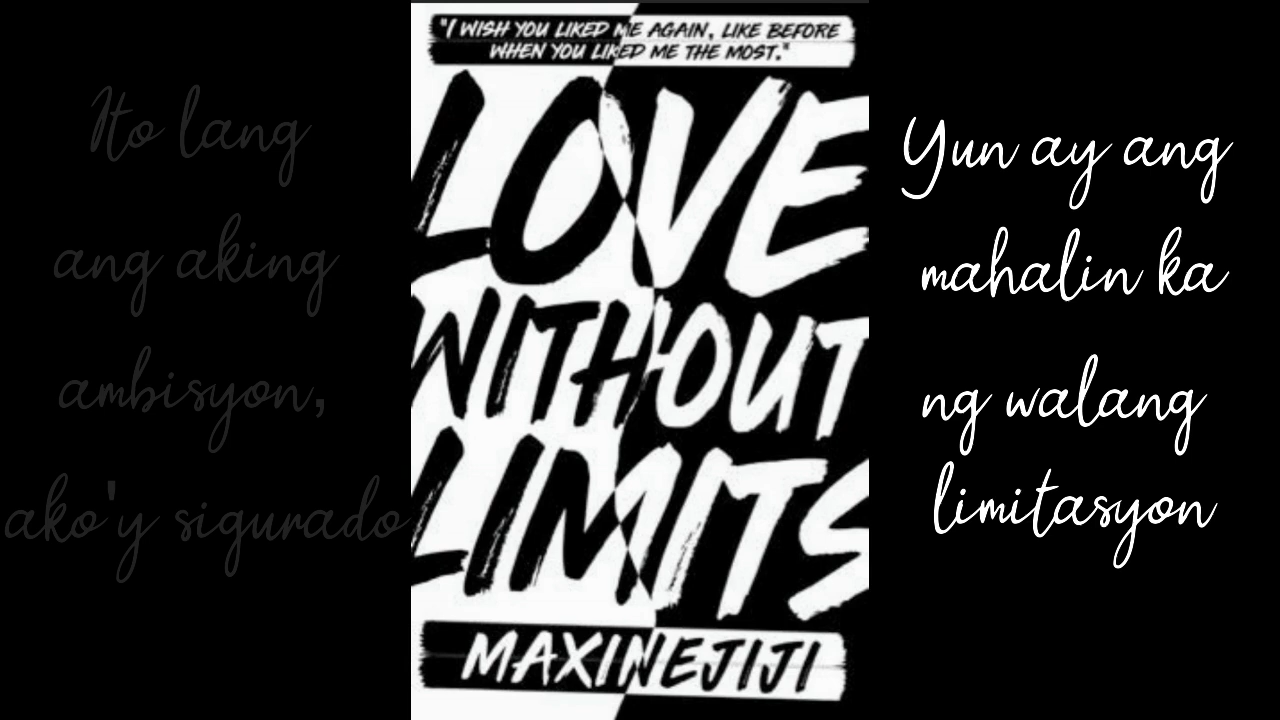 Ito lang
ang aking
ambisyon,
ako'y sigurado
"I WISH YOU LIKED ME AGAIN, LIKE BEFORE
WHEN YOU LIKED ME THE MOST."
LOVE
WITHOUT
LIMITS
MAXINEJIJI
Yun ay ang
mahalin ka
ng walang
limitasyon